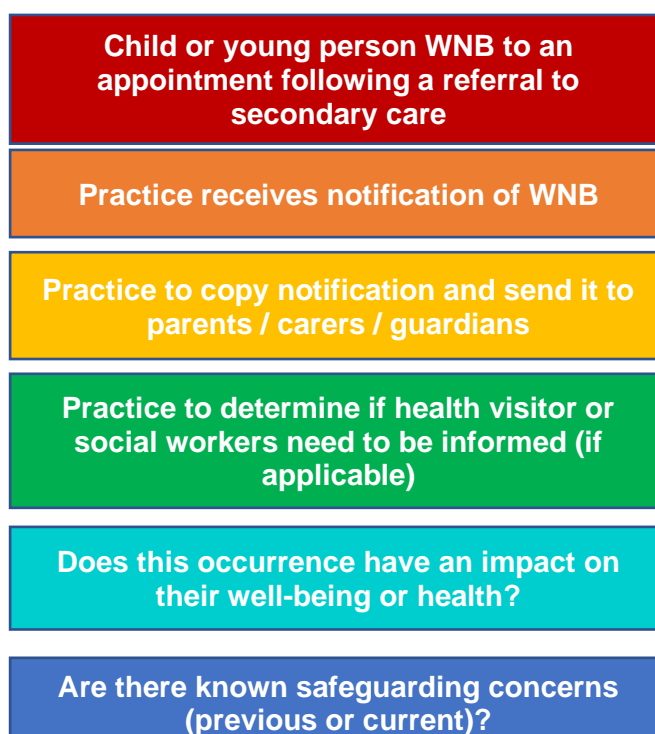 Child or young person WNB to an
appointment following a referral to
secondary care
Practice receives notification of WNB
Practice to copy notification and send it to
parents / carers / guardians
Practice to determine if health visitor or
social workers need to be informed (if
applicable)
Does this occurrence have an impact on
their well-being or health?
Are there known safeguarding concerns
(previous or current)?